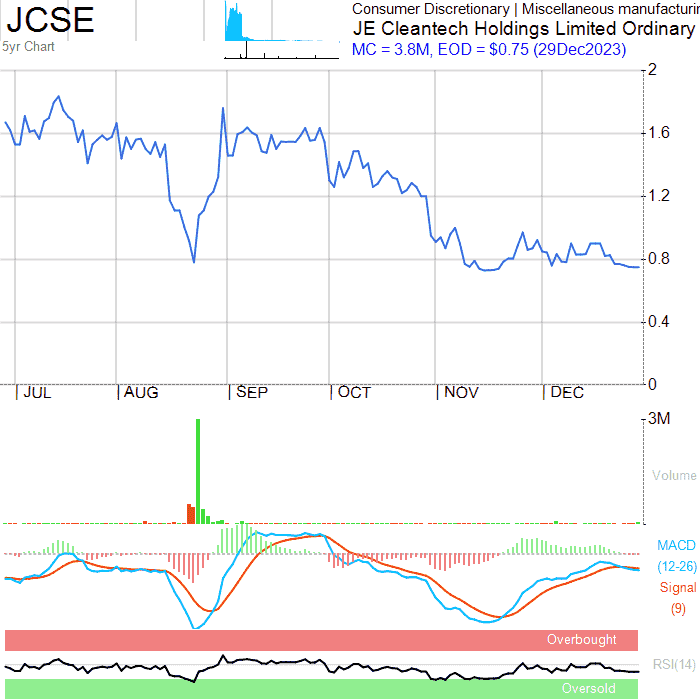 JCSE
5yr Chart
Consumer Discretionary | Miscellaneous manufacturin
JE Cleantech Holdings Limited Ordinary
MC = 3.8M, EOD = $0.75 (29Dec2023)
2
1.6
1.2
0.8
0.4
0
JUL AUG SEP OCT NOV DEC
3M
Volume
MACD
(12-26)
Signal
(9)
Overbought
RSI(14)
Oversold